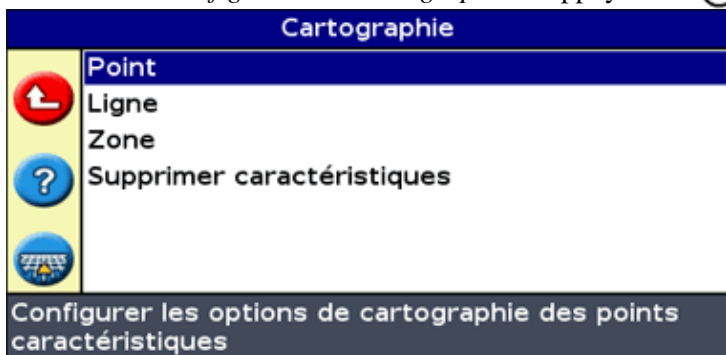 Cartographie
Point
Ligne
Zone
Supprimer caractéristiques
?
Configurer les options de cartographie des points
caractéristiques